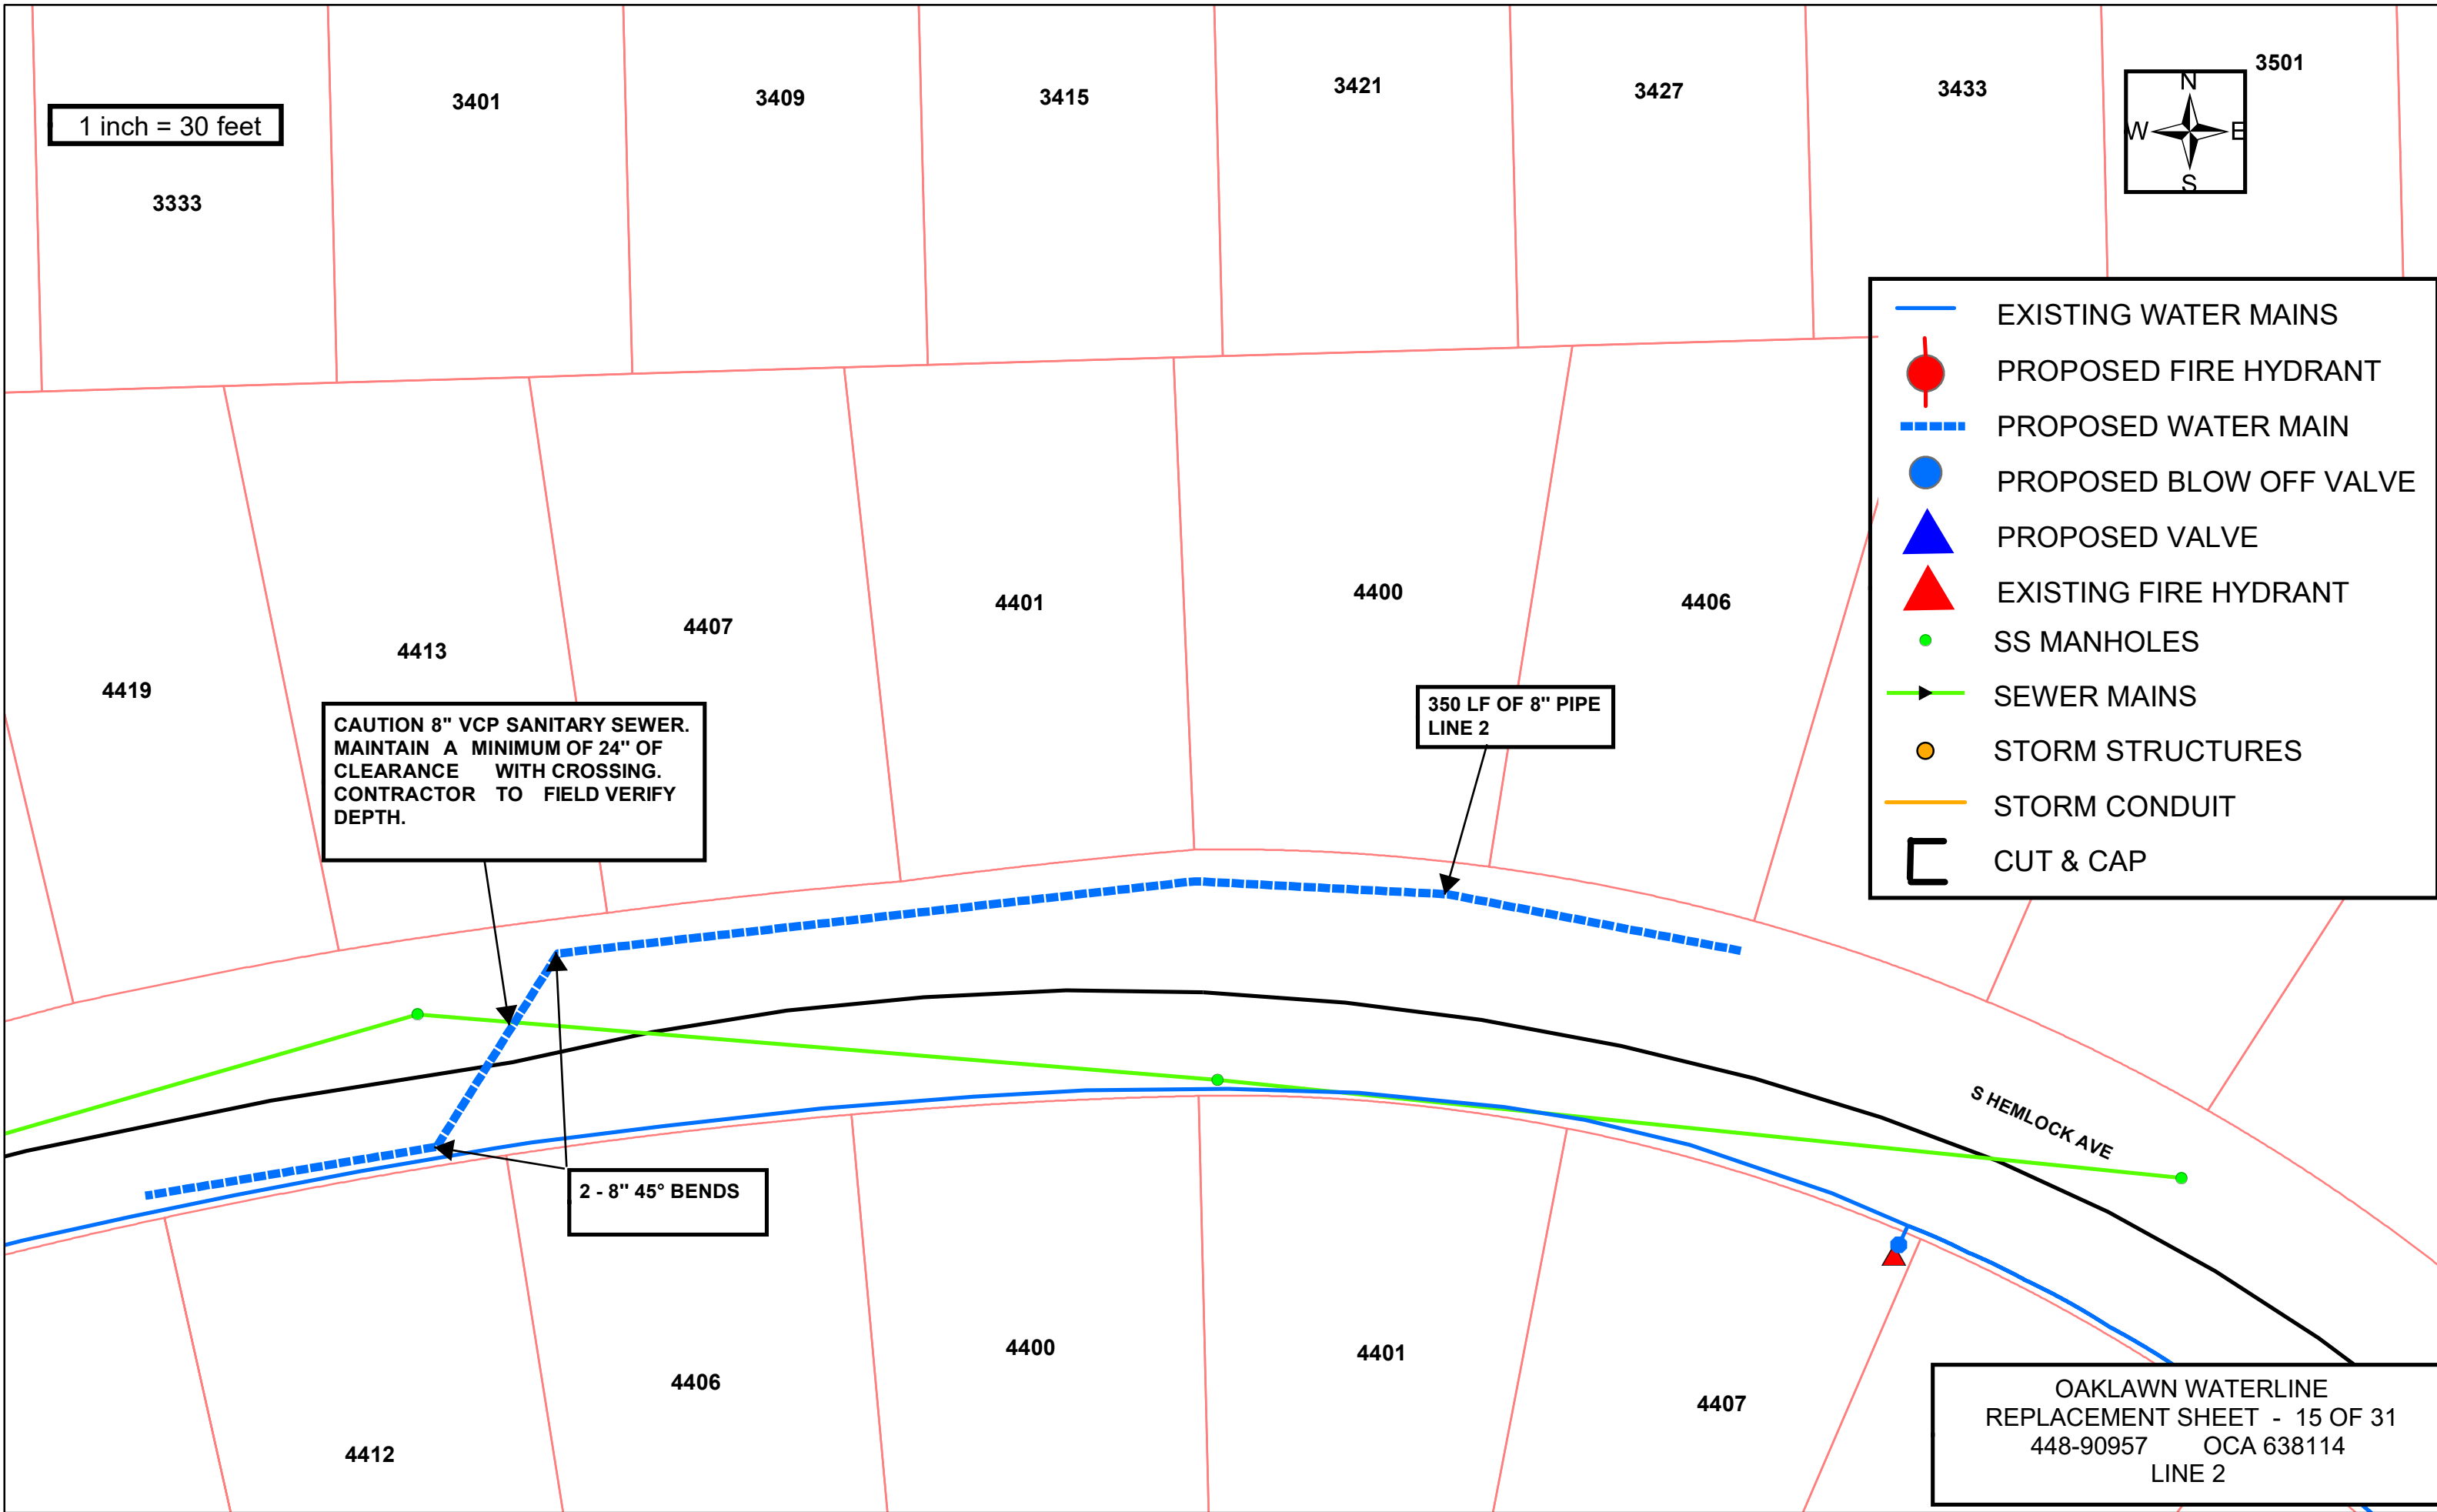 3501
3401
3409
3415
3421
3427
3433
1 inch = 30 feet
3333
N
W E
S
EXISTING WATER MAINS
PROPOSED FIRE HYDRANT
PROPOSED WATER MAIN
PROPOSED BLOW OFF VALVE
PROPOSED VALVE
EXISTING FIRE HYDRANT
SS MANHOLES
SEWER MAINS
STORM STRUCTURES
STORM CONDUIT
CUT & CAP
4419
4413
4407
4401
4400
4406
CAUTION 8" VCP SANITARY SEWER.
MAINTAIN A MINIMUM OF 24" OF
CLEARANCE WITH CROSSING.
CONTRACTOR TO FIELD VERIFY
DEPTH.
350 LF OF 8" PIPE
LINE 2
S HEMLOCK AVE
2 - 8" 45° BENDS
4412
4406
4400
4401
4407
OAKLAWN WATERLINE
REPLACEMENT SHEET - 15 OF 31
448-90957 OCA 638114
LINE 2